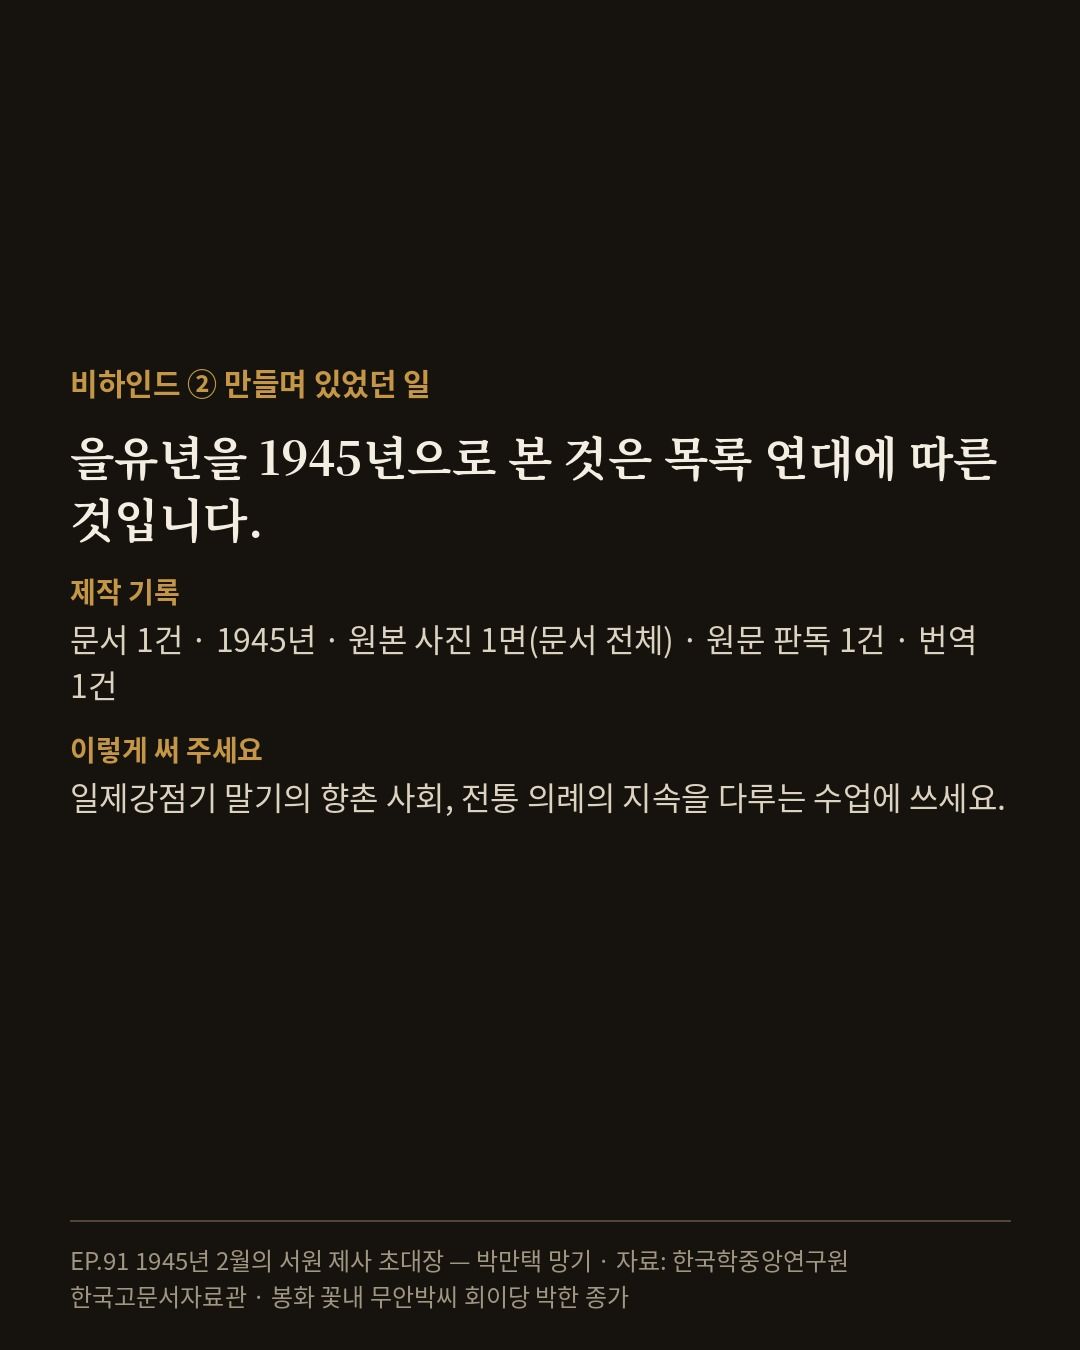 비하인드 ② 만들며 있었던 일
을유년을 1945년으로 본 것은 목록 연대에 따른
것입니다.
제작 기록
문서 1건 · 1945년 · 원본 사진 1면(문서 전체) · 원문 판독 1건 · 번역
1건
이렇게 써 주세요
일제강점기 말기의 향촌 사회, 전통 의례의 지속을 다루는 수업에 쓰세요.
EP.91 1945년 2월의 서원 제사 초대장 — 박만택 망기 · 자료: 한국학중앙연구원
한국고문서자료관 · 봉화 꽃내 무안박씨 회이당 박한 종가